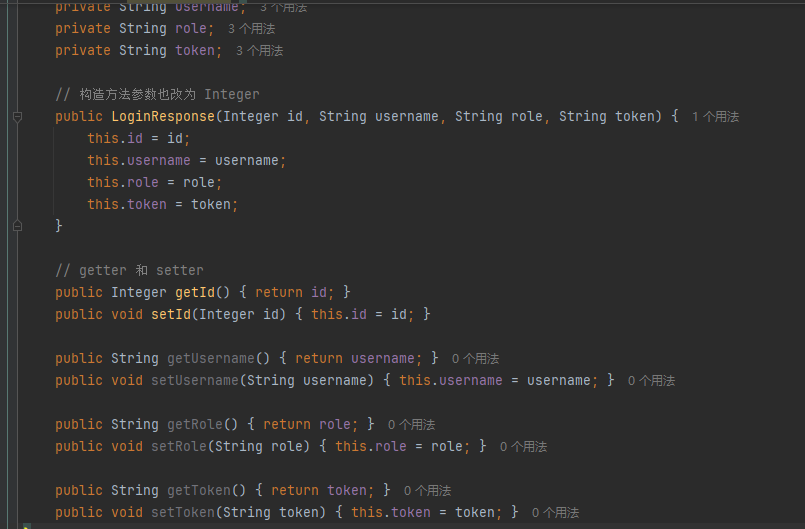 private String username; 3 个用法
private String role; 3 个用法
private String token; 3 个用法
// 构造方法参数也改为 Integer
public LoginResponse(Integer id, String username, String role, String token) { 1 个用法
this.id = id;
this.username = username;
this.role = role;
this.token = token;
}
// getter 和 setter
public Integer getId() { return id; }
public void setId(Integer id) { this.id = id; }
public String getUsername() { return username; } 0 个用法
public void setUsername(String username) { this.username = username; } 0 个用法
public String getRole() { return role; } 0 个用法
public void setRole(String role) { this.role = role; } 0 个用法
public String getToken() { return token; } 0 个用法
public void setToken(String token) { this.token = token; } 0 个用法